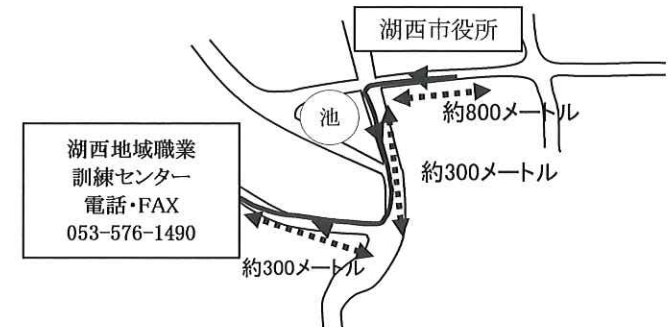 湖西市役所
池
約800メートル
約300メートル
湖西地域職業
訓練センター
電話・FAX
053-576-1490
約300メートル